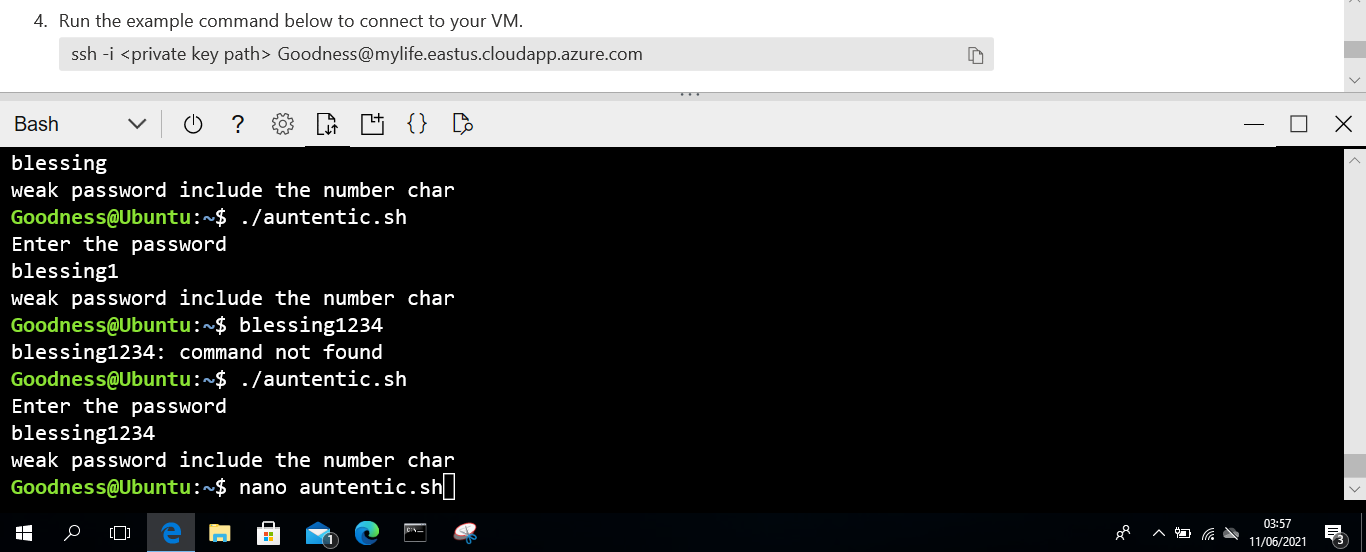 4. Run the example command below to connect to your VM.
ssh -i <private key path> Goodness@mylife.eastus.cloudapp.azure.com
Bash
?
{}
blessing
weak password include the number char
Goodness@Ubuntu:~$ ./auntentic.sh
Enter the password
blessing1
weak password include the number char
Goodness@Ubuntu:~$ blessing1234
blessing1234: command not found
Goodness@Ubuntu:~$ ./auntentic.sh
Enter the password
blessing1234
weak password include the number char
Goodness@Ubuntu:~$ nano auntentic.sh
1
03:57
11/06/2021
3